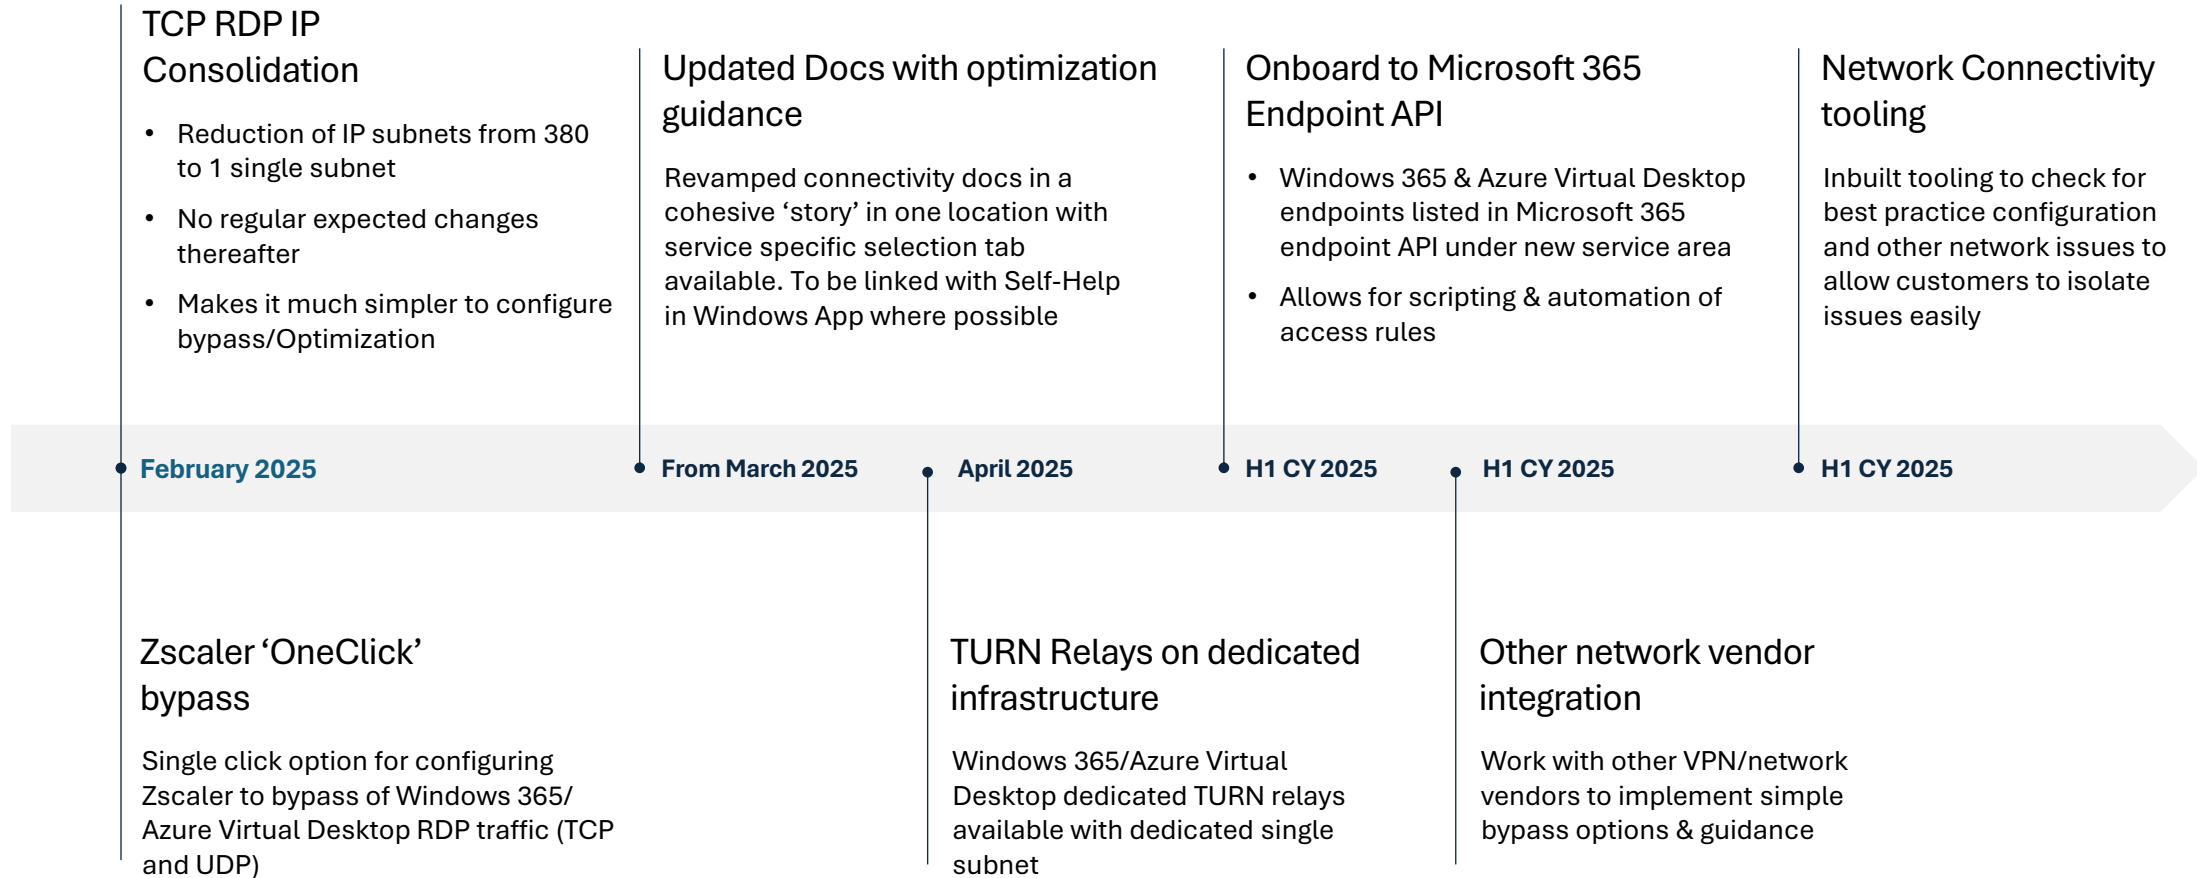 TCP RDP IP
Consolidation
• Reduction of IP subnets from 380
to 1 single subnet
• No regular expected changes
thereafter
• Makes it much simpler to configure
bypass/Optimization
Updated Docs with optimization
guidance
Revamped connectivity docs in a
cohesive ‘story’ in one location with
service specific selection tab
available. To be linked with Self-Help
in Windows App where possible
Onboard to Microsoft 365
Endpoint API
• Windows 365 & Azure Virtual Desktop
endpoints listed in Microsoft 365
endpoint API under new service area
• Allows for scripting & automation of
access rules
Network Connectivity
tooling
Inbuilt tooling to check for
best practice configuration
and other network issues to
allow customers to isolate
issues easily
February 2025
From March 2025
April 2025
H1 CY 2025
H1 CY 2025
H1 CY 2025
Zscaler ‘OneClick’
bypass
Single click option for configuring
Zscaler to bypass of Windows 365/
Azure Virtual Desktop RDP traffic (TCP
and UDP)
TURN Relays on dedicated
infrastructure
Windows 365/Azure Virtual
Desktop dedicated TURN relays
available with dedicated single
subnet
Other network vendor
integration
Work with other VPN/network
vendors to implement simple
bypass options & guidance